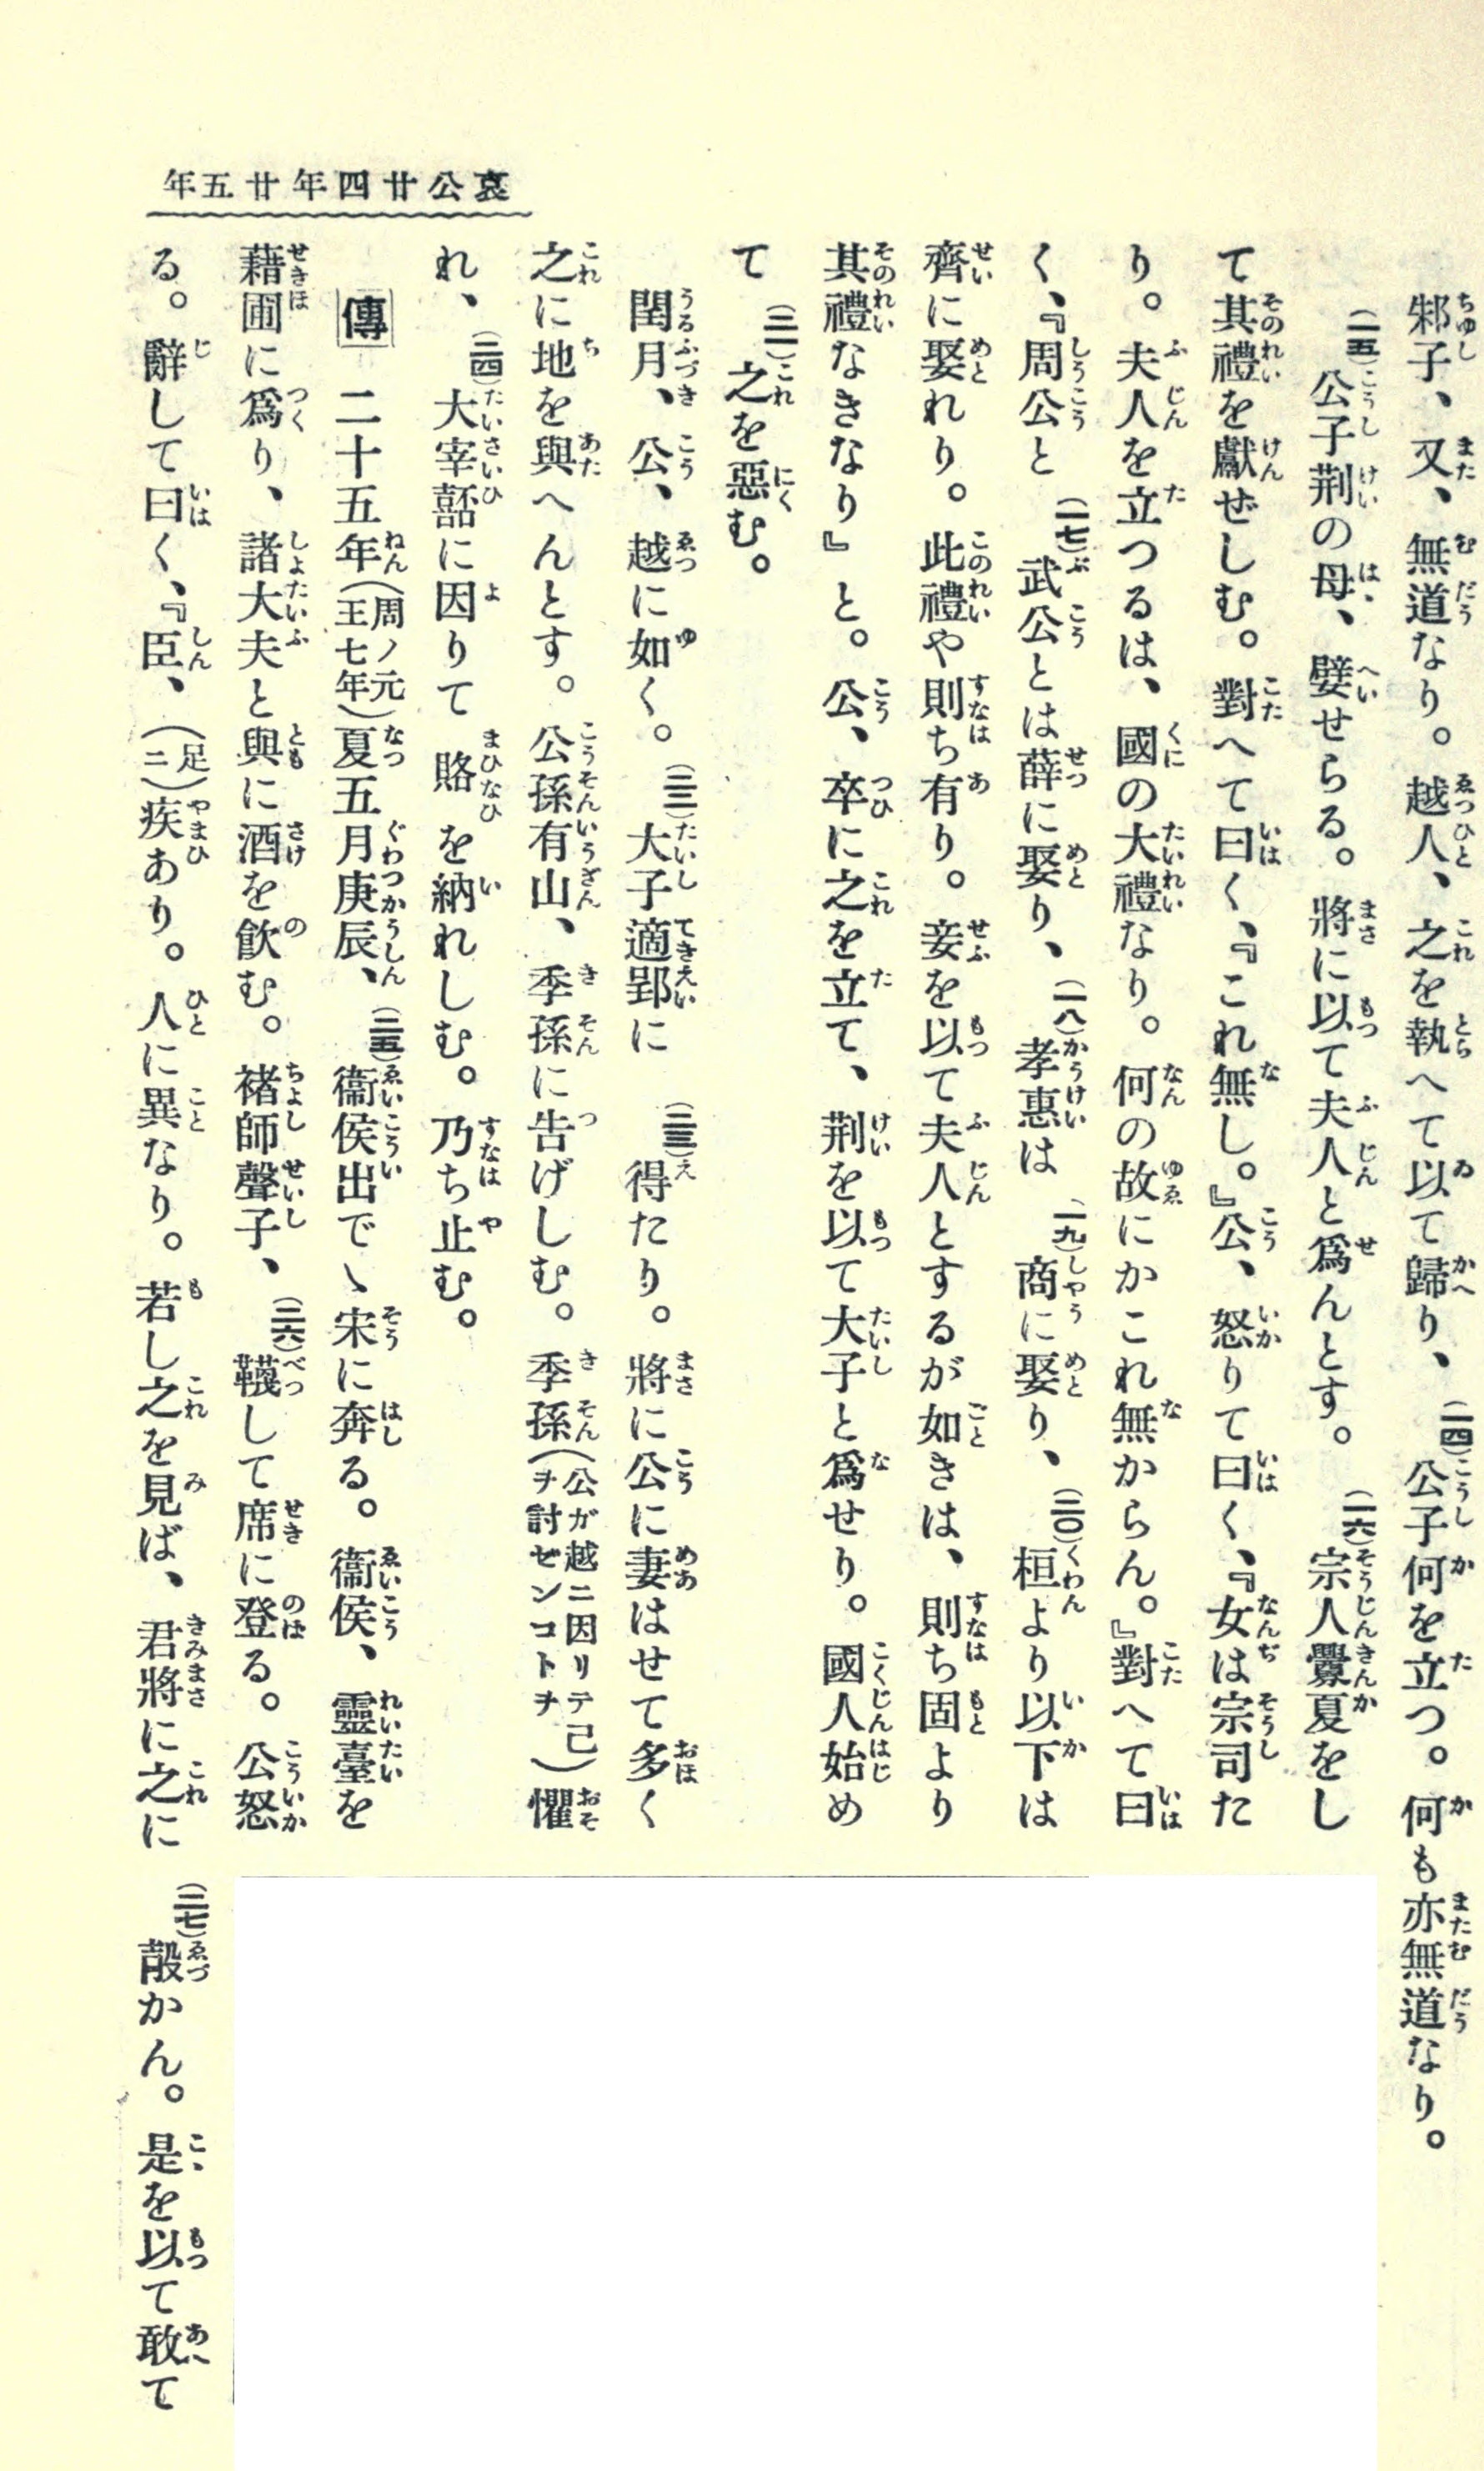 哀公廿四年廿五年
邾子、又、無道なり。越人、之を執へて以て歸り、(一四)公子何を立つ。何も亦無道なり。
(一五)公子荆の母、嬖せらる。將に以て夫人と爲んとす。(一六)宗人釁夏をし
て其禮を獻ぜしむ。對へて曰く、『これ無し。』公、怒りて曰く、『女は宗司た
り。夫人を立つるは、國の大禮なり。何の故にかこれ無からん。』對へて曰
く、『周公と(一七)武公とは薛に娶り、(一八)孝惠は(一九)商に娶り、(二〇)桓より以下は
齊に娶れり。此禮や則ち有り。妾を以て夫人とするが如きは、則ち固より
其禮なきなり』と。公、卒に之を立て、荆を以て大子と爲せり。國人始め
て(二一)之を惡む。
閏月、公、越に如く。(二二)大子適郢に(二三)得たり。將に公に妻はせて多く
之に地を與へんとす。公孫有山、季孫に告げしむ。季孫(公が越ニ因リテ己ヲ討ゼンコトヲ)懼
れ、(二四)大宰嚭に因りて賂を納れしむ。乃ち止む。
傳 二十五年(周ノ元王七年)夏五月庚辰、(二五)衞侯出でゝ宋に奔る。衞侯、靈臺を
藉圃に爲り、諸大夫と與に酒を飮む。褚師聲子、(二六)韈して席に登る。公怒
る。辭して曰く、『臣、(足ニ)疾あり。人に異なり。若し之を見ば、君將に之に(二七)嗀かん。是を以て敢て